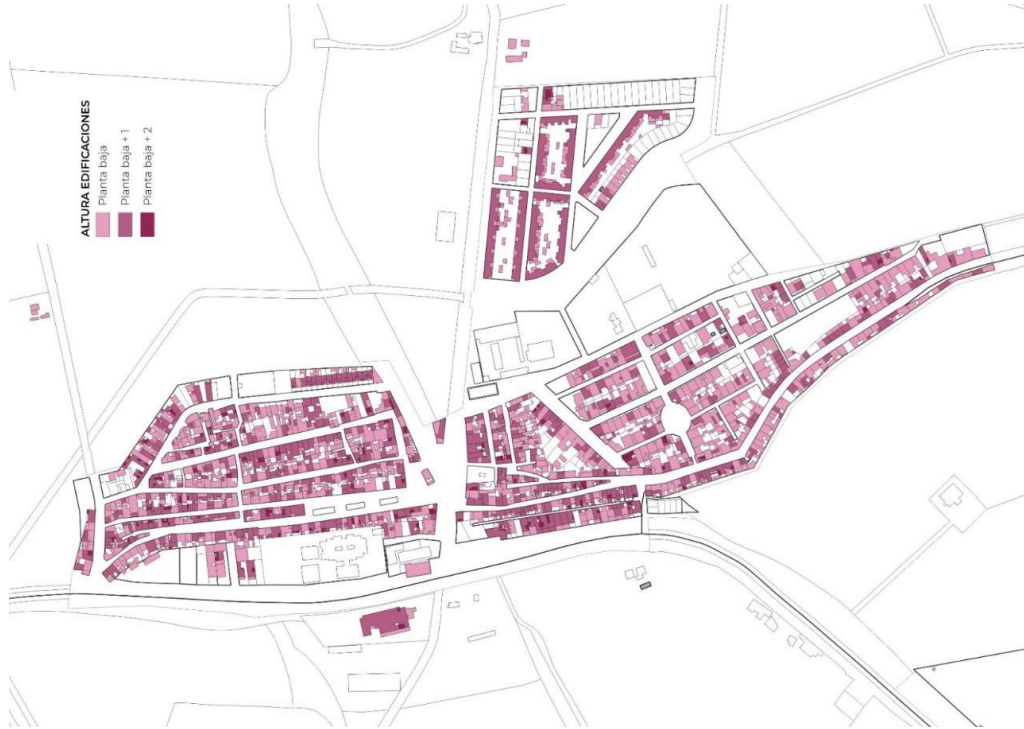 ALTURA EDIFICACIONES
Planta baja
Planta baja + 1
Planta baja + 2